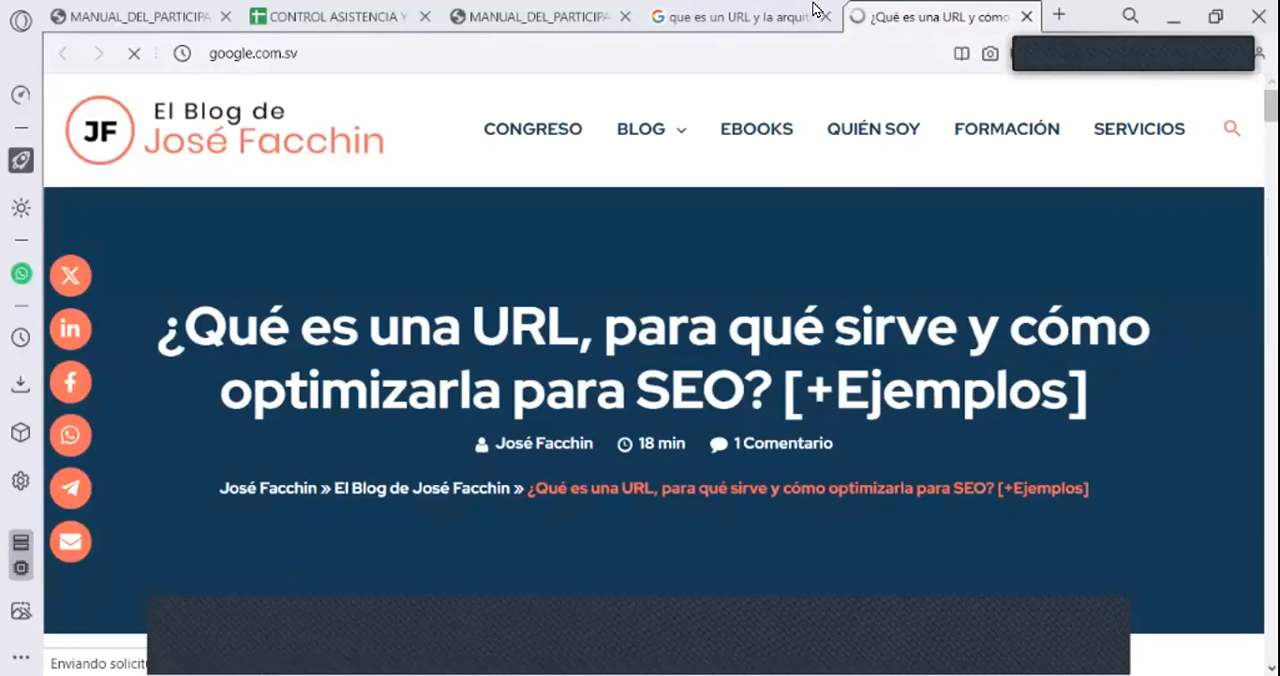 MANUAL_DEL_PARTICIPA
CONTROL ASISTENCIA Y
MANUAL_DEL_PARTICIPA
que es un URL y la arquit
¿Qué es una URL y cómo
google.com.sv
JF
El Blog de
José Facchin
CONGRESO
BLOG
EBOOKS
QUIÉN SOY
FORMACIÓN
SERVICIOS
¿Qué es una URL, para qué sirve y cómo
optimizarla para SEO? [+Ejemplos]
José Facchin 18 min 1 Comentario
José Facchin » El Blog de José Facchin » ¿Qué es una URL, para qué sirve y cómo optimizarla para SEO? [+Ejemplos]
Enviando solicitu